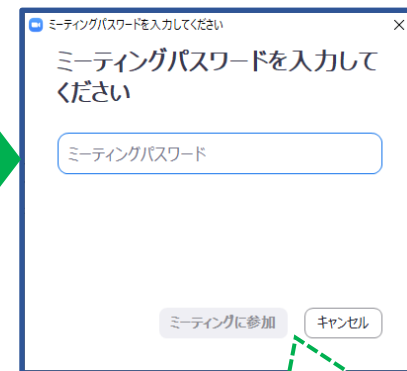 ミーティングパスワードを入力してください
ミーティングパスワードを入力して
ください
ミーティングパスワード
ミーティングに参加
キャンセル